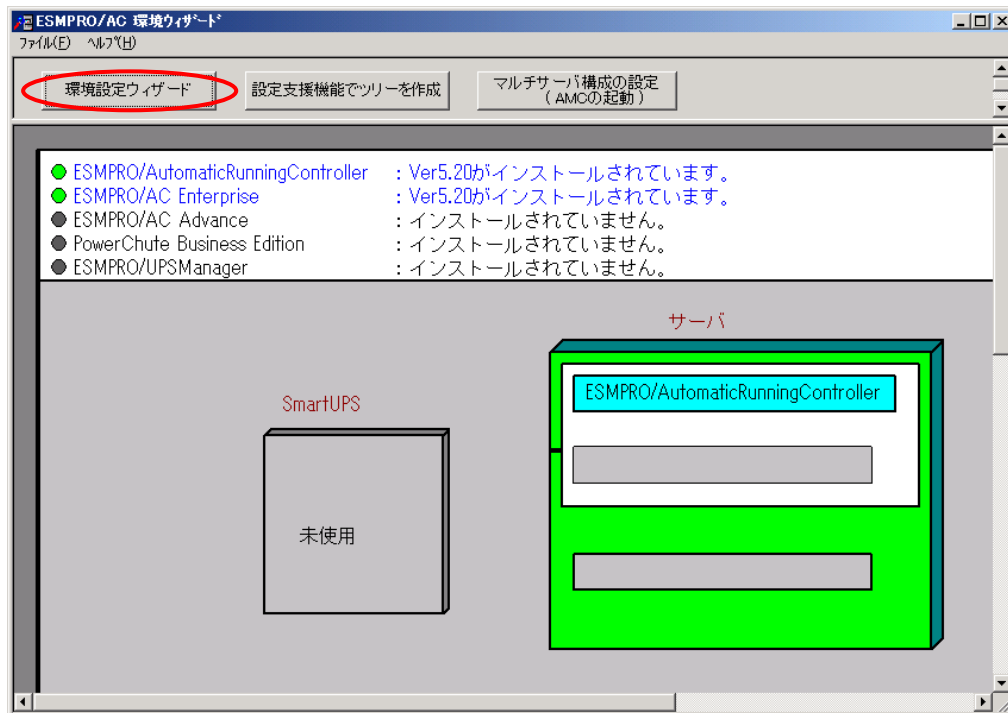 ESMPRO/AC 環境ｳｨｻﾞｰﾄﾞ
ﾌｧｲﾙ(F) ﾍﾙﾌﾟ(H)
環境設定ウィザード 設定支援機能でツリーを作成 マルチサーバ構成の設定
(AMCの起動)
ESMPRO/AutomaticRunningController : Ver5.20がインストールされています。
ESMPRO/AC Enterprise : Ver5.20がインストールされています。
ESMPRO/AC Advance : インストールされていません。
PowerChute Business Edition : インストールされていません。
ESMPRO/UPSManager : インストールされていません。
サーバ
ESMPRO/AutomaticRunningController
SmartUPS
未使用